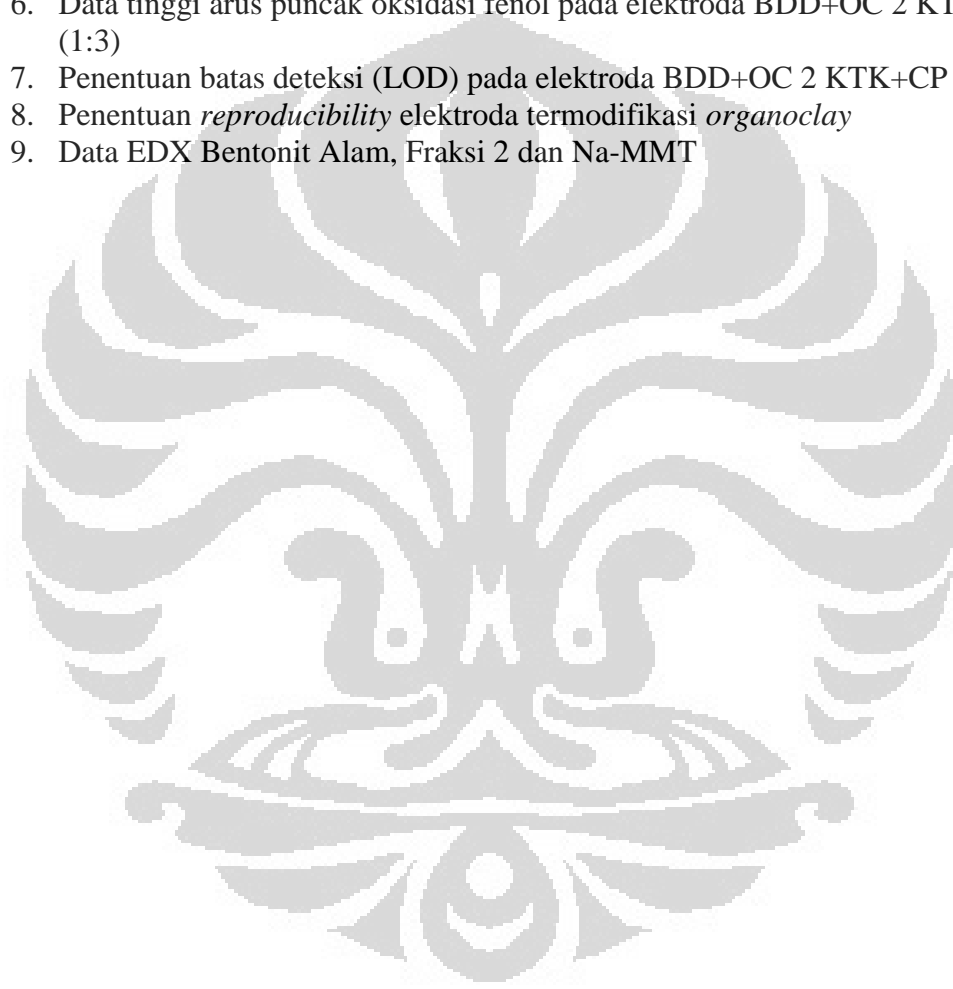 6. Data tinggi arus puncak oksidasi fenol pada elektroda BDD+OC 2
(1:3)
7. Penentuan batas deteksi (LOD) pada elektroda BDD+OC 2 KTK+CP
8. Penentuan reproducibility elektroda termodifikasi organoclay
9. Data EDX Bentonit Alam, Fraksi 2 dan Na-MMT